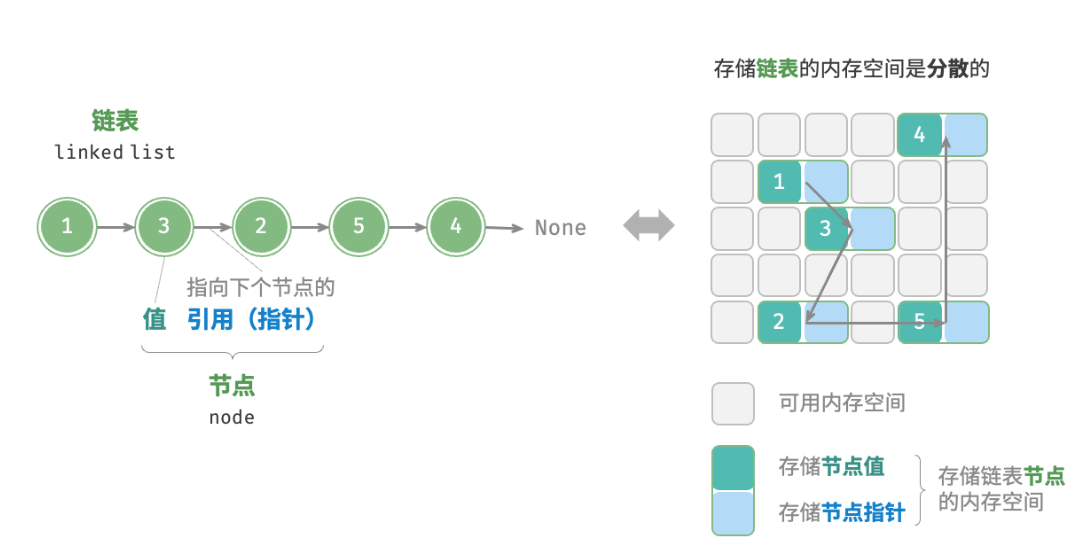 存储链表的内存空间是分散的
链表
linked list
1 3 2 5 4 None
指向下个节点的
值 引用（指针）
节点
node
4
1
3
2 5
可用内存空间
存储节点值
存储节点指针
存储链表节点
的内存空间